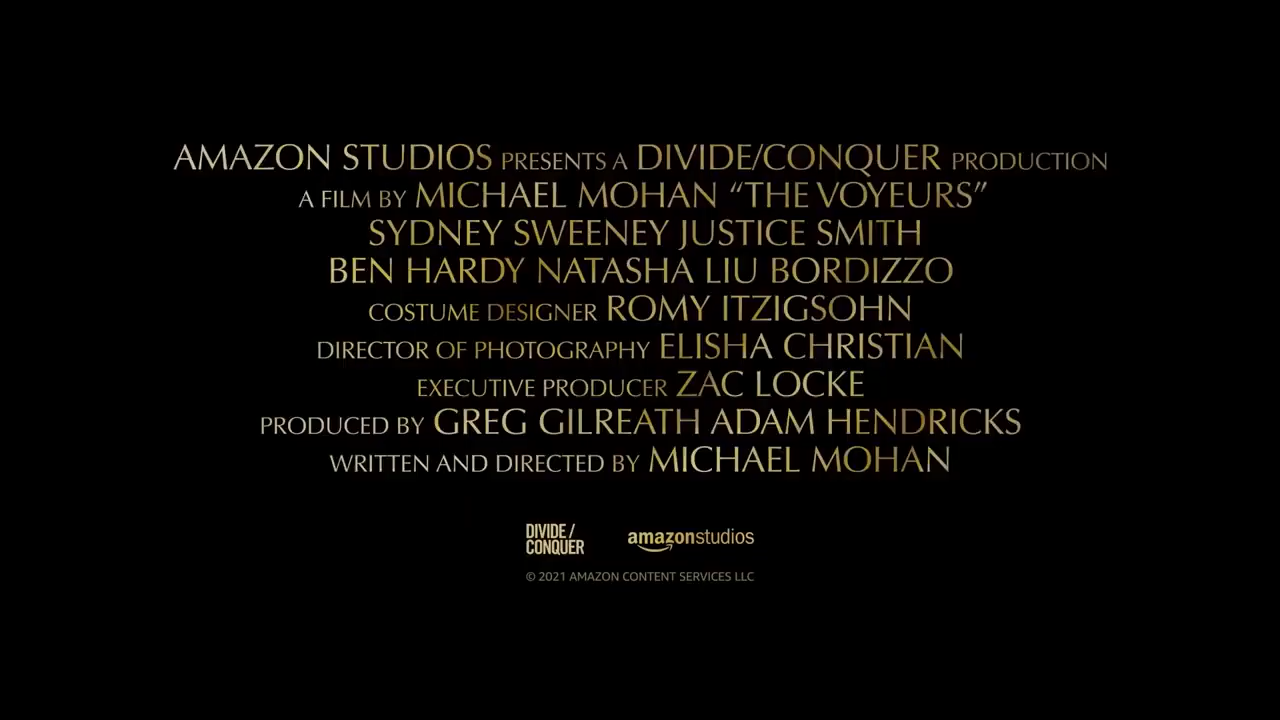 AMAZON STUDIOS PRESENTS A DIVIDE/CONQUER PRODUCTION
A FILM BY MICHAEL MOHAN “THE VOYEURS”
SYDNEY SWEENEY JUSTICE SMITH
BEN HARDY NATASHA LIU BORDIZZO
COSTUME DESIGNER ROMY ITZIGSOHN
DIRECTOR OF PHOTOGRAPHY ELISHA CHRISTIAN
EXECUTIVE PRODUCER ZAC LOCKE
PRODUCED BY GREG GILREATH ADAM HENDRICKS
WRITTEN AND DIRECTED BY MICHAEL MOHAN
DIVIDE/
CONQUER
amazonstudios
© 2021 AMAZON CONTENT SERVICES LLC